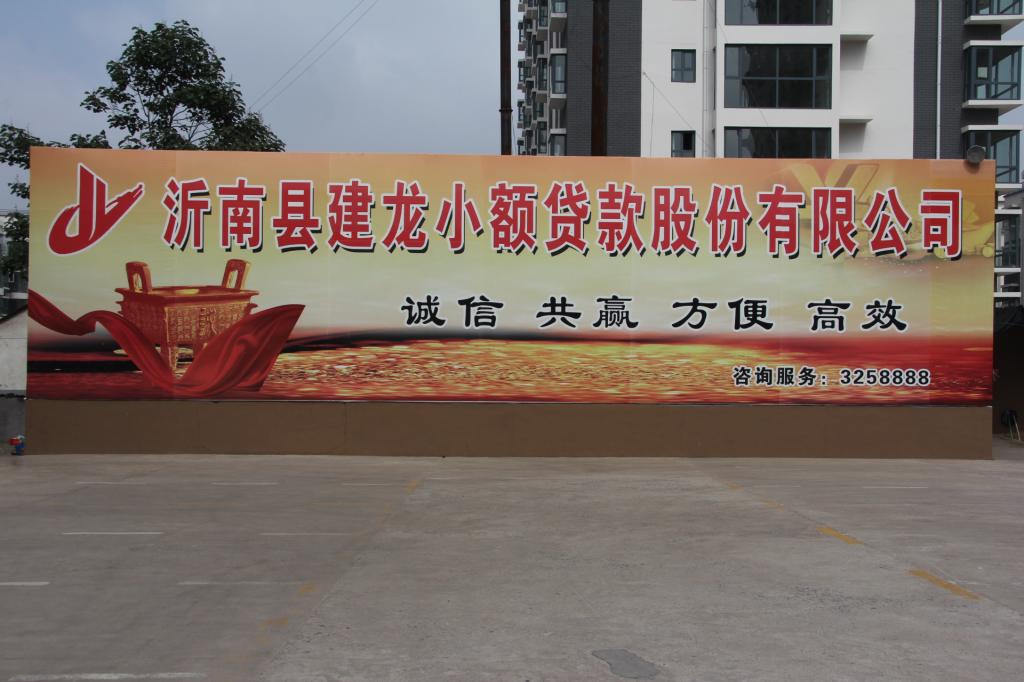 沂南县建龙小额贷款股份有限公司
诚信 共赢 方便 高效
咨询服务：3258888